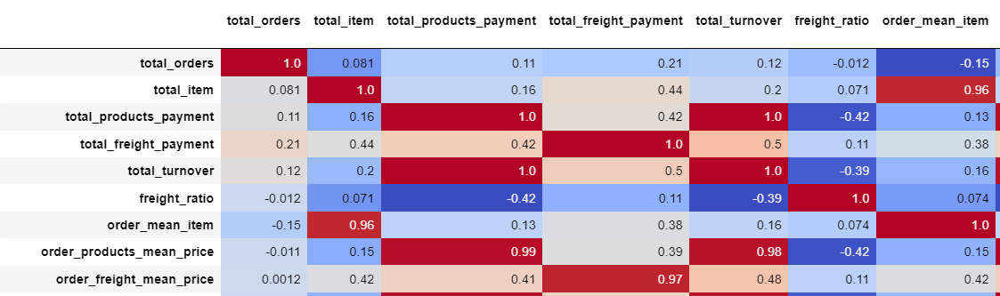 total_orders total_item total_products_payment total_freight_payment total_turnover freight_ratio order_mean_item
total_orders 1.0 0.081 0.11 0.21 0.12 -0.012 -0.15
total_item 0.081 1.0 0.16 0.44 0.2 0.071 0.96
total_products_payment 0.11 0.16 1.0 0.42 1.0 -0.42 0.13
total_freight_payment 0.21 0.44 0.42 1.0 0.5 0.11 0.38
total_turnover 0.12 0.2 1.0 0.5 1.0 -0.39 0.16
freight_ratio -0.012 0.071 -0.42 0.11 -0.39 1.0 0.074
order_mean_item -0.15 0.96 0.13 0.38 0.16 0.074 1.0
order_products_mean_price -0.011 0.15 0.99 0.39 0.98 -0.42 0.15
order_freight_mean_price 0.0012 0.42 0.41 0.97 0.48 0.11 0.42